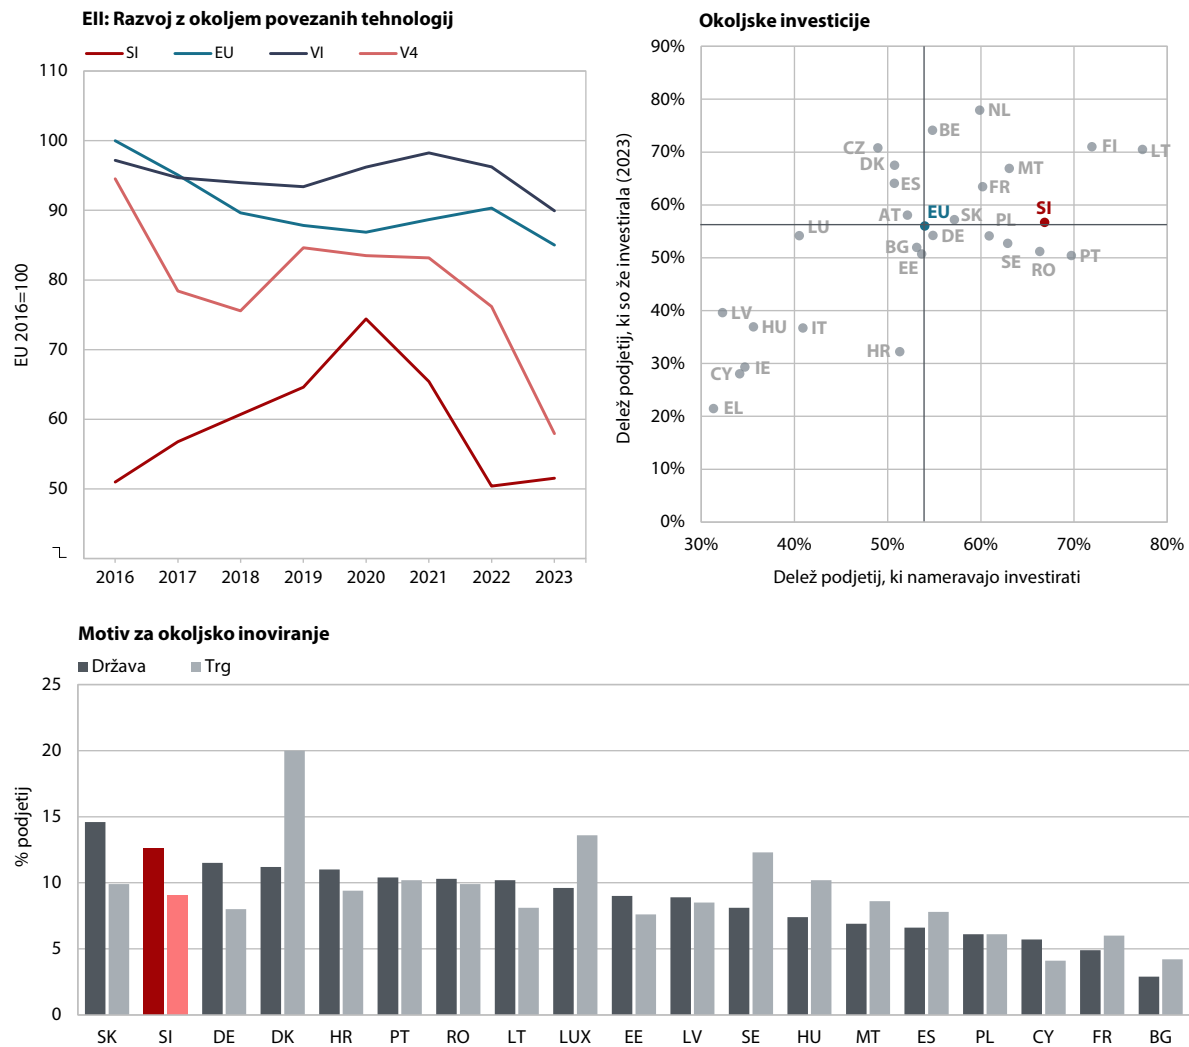 EII: Razvoj z okoljem povezanih tehnologij
SI EU VI V4
EU 2016=100
110
100
90
80
70
60
50
2016 2017 2018 2019 2020 2021 2022 2023
Okoljske investicije
Delež podjetij, ki so že investirala (2023)
90%
80%
70%
60%
50%
40%
30%
20%
10%
0%
NL
BE
CZ
FI
LT
DK
MT
ES
FR
AT
EU
SK
PL
SI
LU
BG
DE
EE
SE
RO
PT
LV
HU
IT
HR
CY
IE
EL
30% 40% 50% 60% 70% 80%
Delež podjetij, ki nameravajo investirati
Motiv za okoljsko inoviranje
Država Trg
% podjetij
25
20
15
10
5
0
SK SI DE DK HR PT RO LT LUX EE LV SE HU MT ES PL CY FR BG